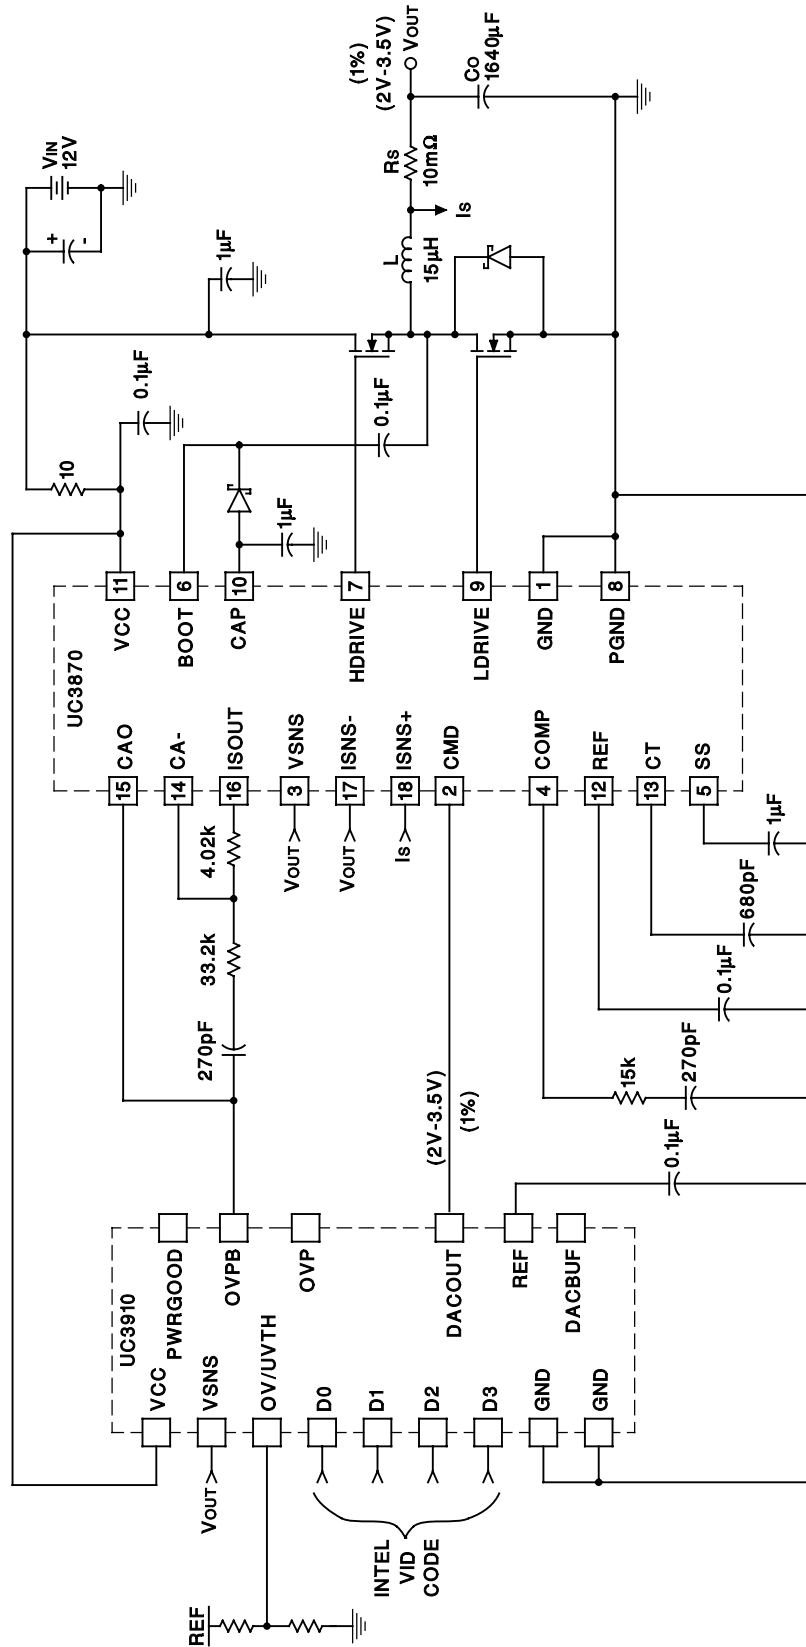 REF
VOUT
INTEL
VID
CODE
UC3910
VCC
VSNS
OV/UVTH
D0
D1
D2
D3
GND
GND
PWRGOOD
OVPB
OVP
DACOUT
REF
DACBUF
0.1µF
(2V-3.5V)
(1%)
270pF
33.2k
4.02k
VOUT
VOUT
IS
15k
270pF
0.1µF
680pF
1µF
UC3870
15
CAO
14
CA-
16
ISOUT
3
VSNS
17
ISNS-
18
ISNS+
2
CMD
4
COMP
12
REF
13
CT
5
SS
VCC
11
BOOT
6
CAP
10
HDRIVE
7
LDRIVE
9
GND
1
PGND
8
10
0.1µF
1µF
0.1µF
1µF
+
-
VIN
12V
L
15µH
IS
RS
10mΩ
CO
1640µF
(1%)
(2V-3.5V)
VOUT